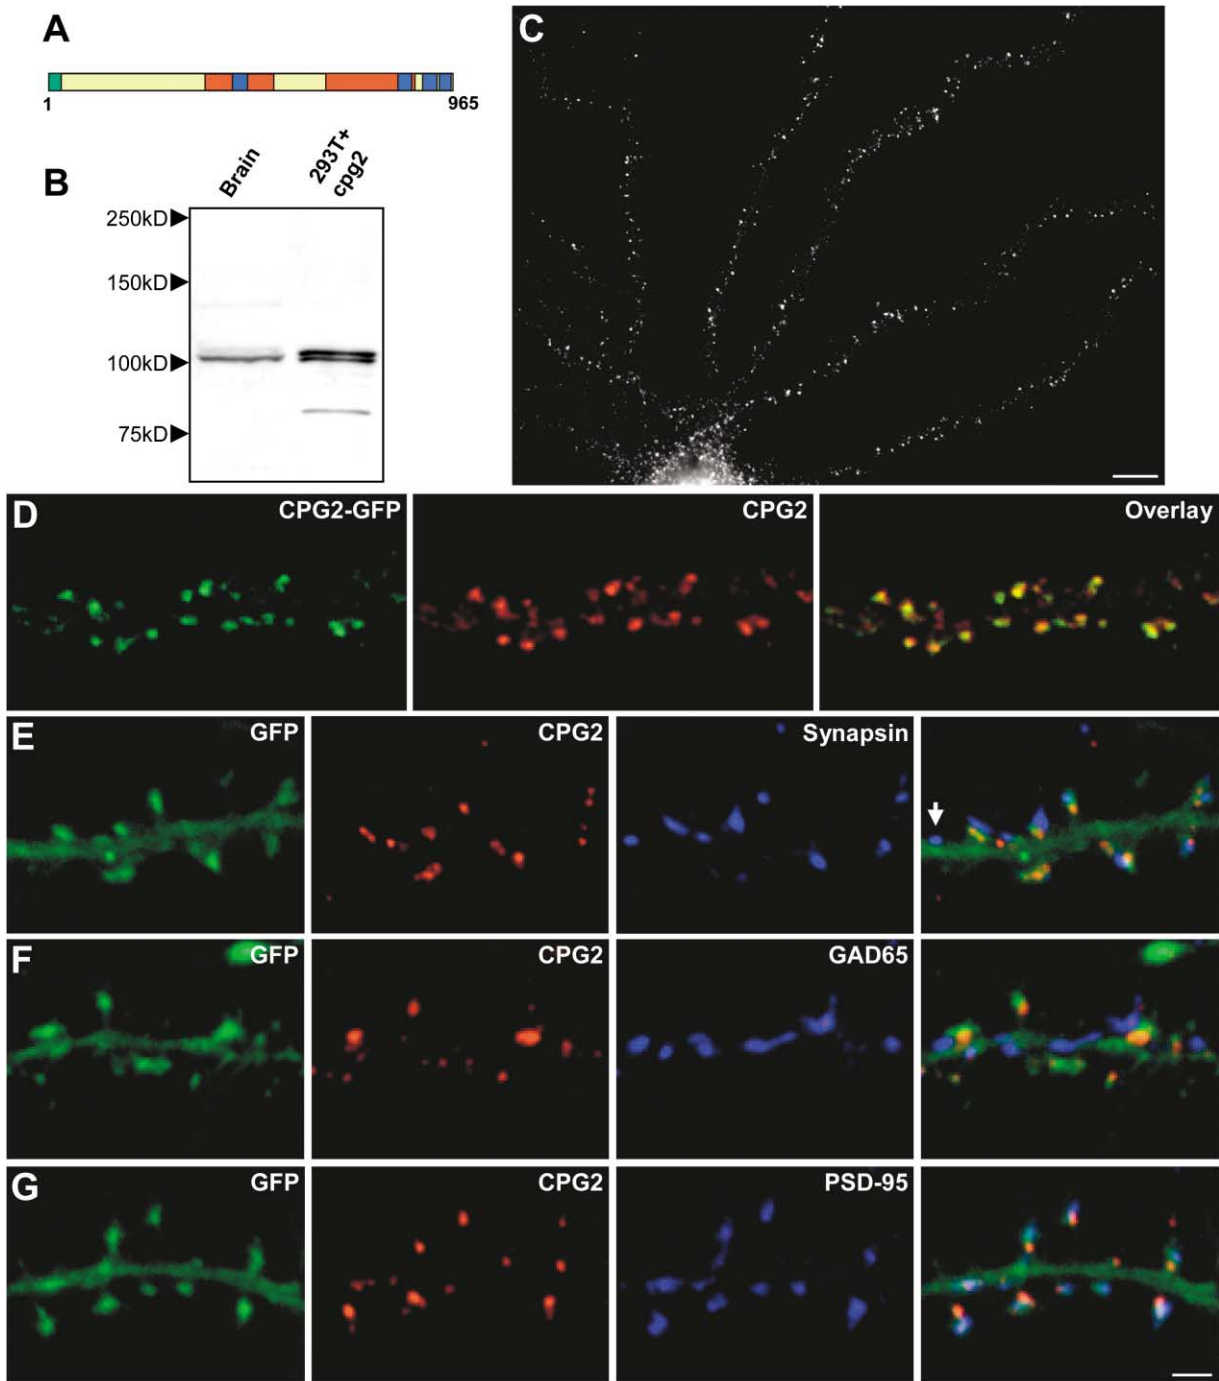 A
1
965
B
Brain
293T+
cpg2
250kD
150kD
100kD
75kD
C
D
CPG2-GFP
CPG2
Overlay
E
GFP
CPG2
Synapsin
F
GFP
CPG2
GAD65
G
GFP
CPG2
PSD-95